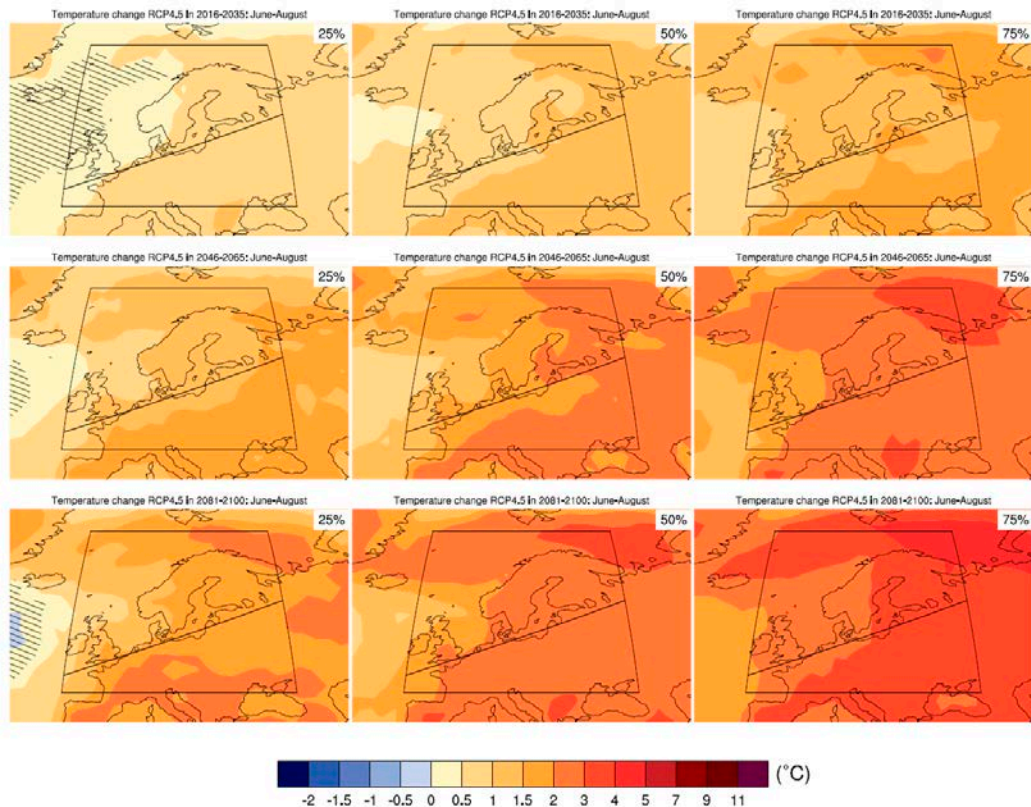 Temperature change RCP4.5 in 2016-2035: June-August
25%
Temperature change RCP4.5 in 2016-2035: June-August
50%
Temperature change RCP4.5 in 2016-2035: June-August
75%
Temperature change RCP4.5 in 2046-2065: June-August
25%
Temperature change RCP4.5 in 2046-2065: June-August
50%
Temperature change RCP4.5 in 2046-2065: June-August
75%
Temperature change RCP4.5 in 2081-2100: June-August
25%
Temperature change RCP4.5 in 2081-2100: June-August
50%
Temperature change RCP4.5 in 2081-2100: June-August
75%
(°C)
-2 -1.5 -1 -0.5 0 0.5 1 1.5 2 3 4 5 7 9 11